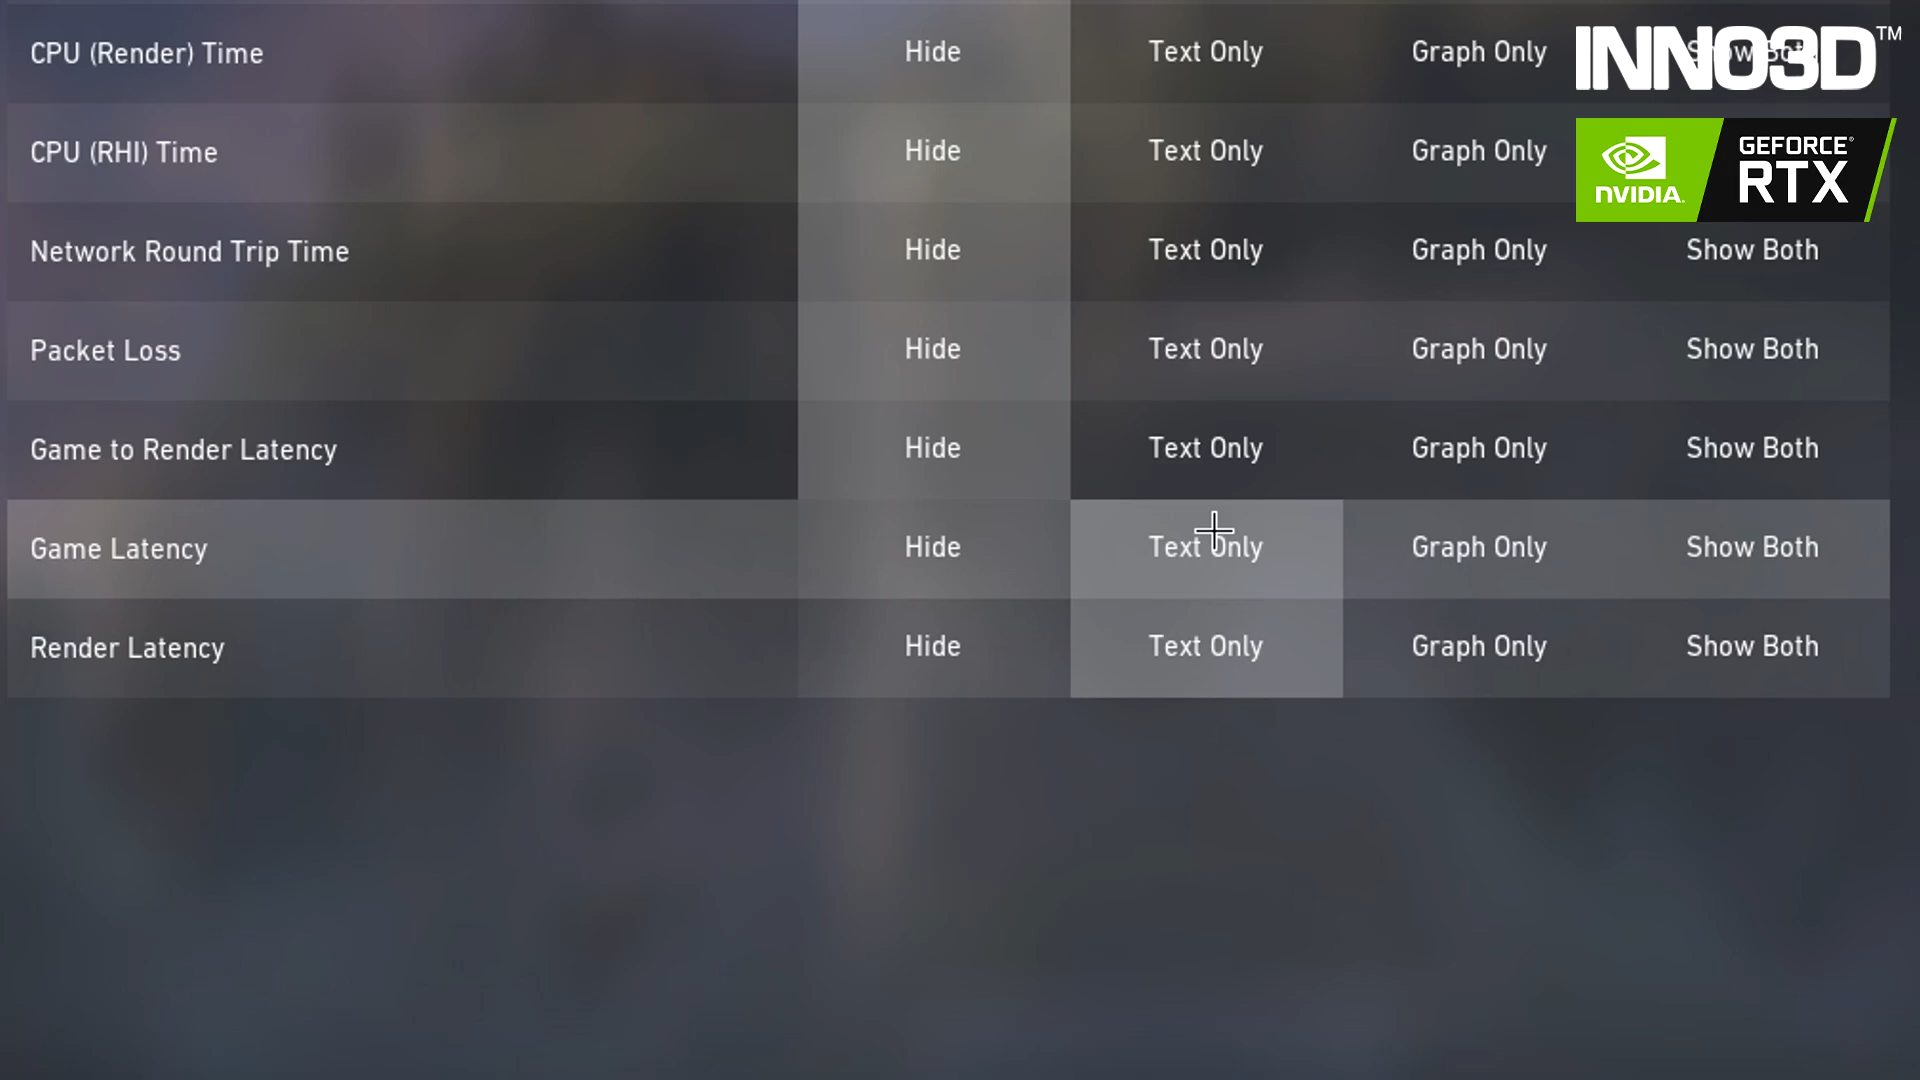 CPU (Render) Time Hide Text Only Graph Only Show Both
INNO3D™
CPU (RHI) Time Hide Text Only Graph Only
NVIDIA.
GEFORCE®
RTX
Network Round Trip Time Hide Text Only Graph Only Show Both
Packet Loss Hide Text Only Graph Only Show Both
Game to Render Latency Hide Text Only Graph Only Show Both
Game Latency Hide Text Only Graph Only Show Both
Render Latency Hide Text Only Graph Only Show Both